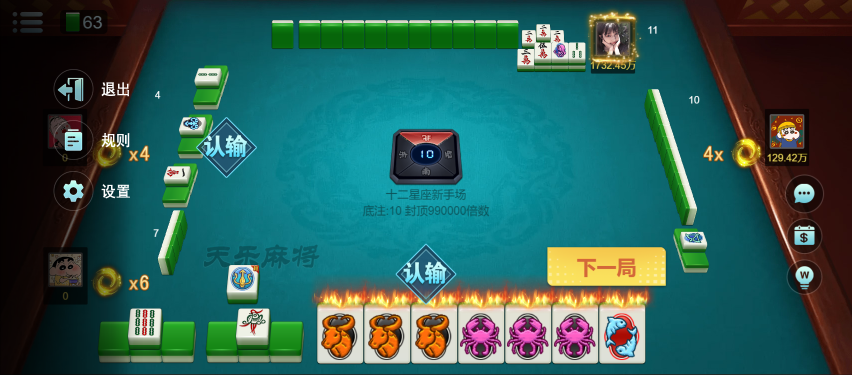 63
11
1732.45万
退出
4
10
规则
认输
x4
0
10
4x
129.42万
设置
十二星座新手场
底注:10 封顶990000倍数
7
天乐麻将
认输
下一局
x6
0